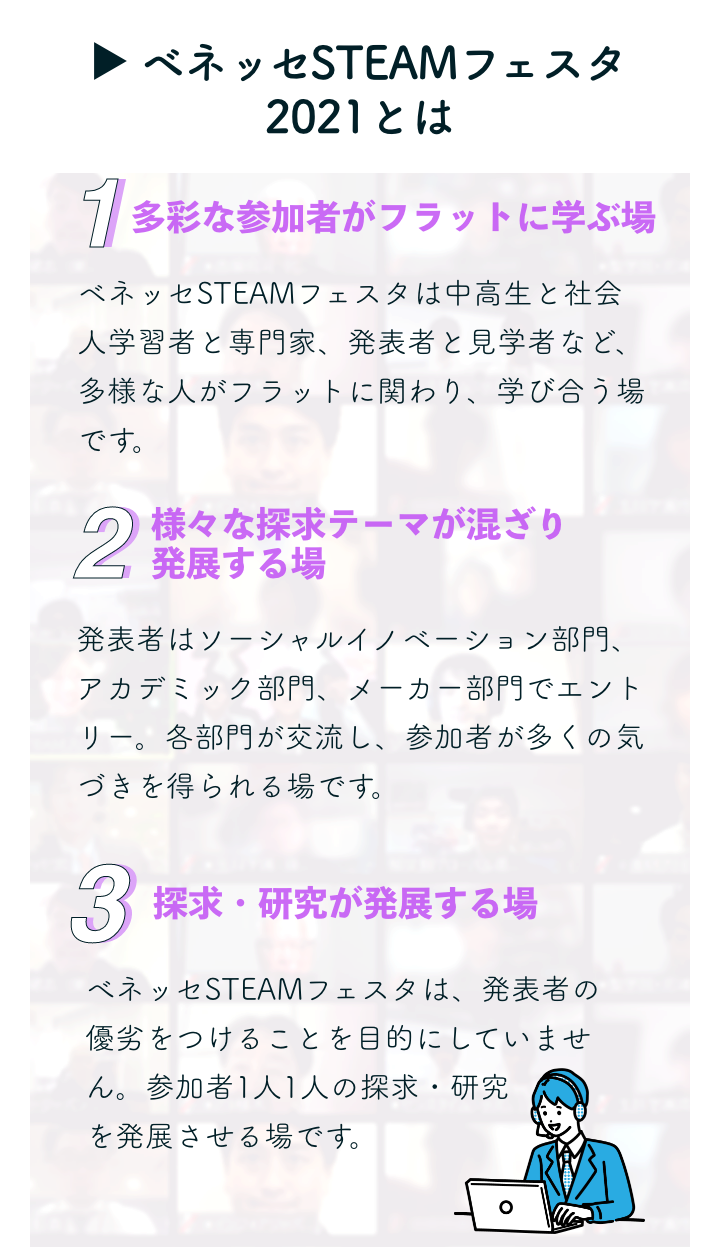 ▶ ベネッセSTEAMフェスタ
2021とは
1 多彩な参加者がフラットに学ぶ場
ベネッセSTEAMフェスタは中高生と社会
人学習者と専門家、発表者と見学者など、
多様な人がフラットに関わり、学び合う場
です。
2 様々な探求テーマが混ざり
発展する場
発表者はソーシャルイノベーション部門、
アカデミック部門、メーカー部門でエント
リー。各部門が交流し、参加者が多くの気
づきを得られる場です。
3 探求・研究が発展する場
ベネッセSTEAMフェスタは、発表者の
優劣をつけることを目的にしていませ
ん。参加者1人1人の探求・研究
を発展させる場です。